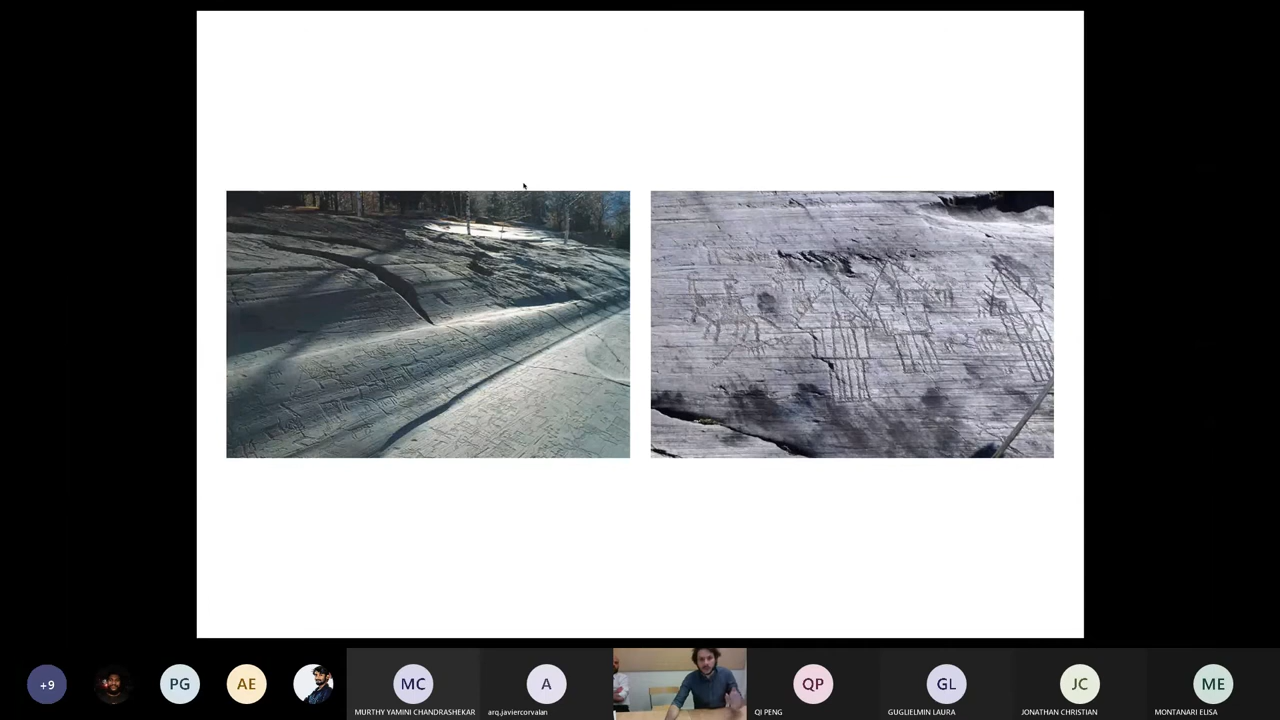 +9
PG
AE
MC
MURTHY YAMINI CHANDRASHEKAR
A
arq.javiercorvalan
QP
QI PENG
GL
GUGLIELMIN LAURA
JC
JONATHAN CHRISTIAN
ME
MONTANARI ELISA